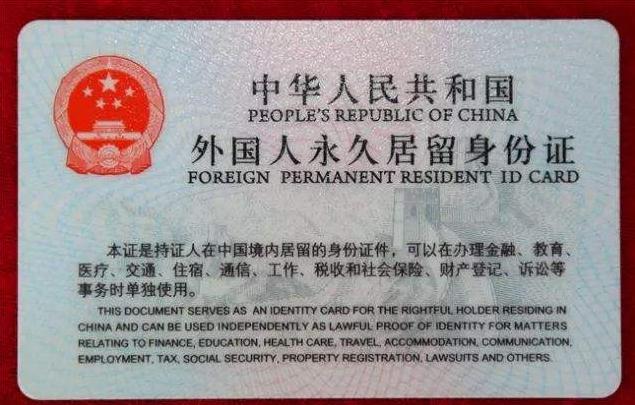 中华人民共和国
PEOPLE'S REPUBLIC OF CHINA
外国人永久居留身份证
FOREIGN PERMANENT RESIDENT ID CARD
本证是持证人在中国境内居留的身份证件，可以在办理金融、教育、
医疗、交通、住宿、通信、工作、税收和社会保险、财产登记、诉讼等
事务时单独使用。
THIS DOCUMENT SERVES AS AN IDENTITY CARD FOR THE RIGHTFUL HOLDER RESIDING IN
CHINA AND CAN BE USED INDEPENDENTLY AS LAWFUL PROOF OF IDENTITY FOR MATTERS
RELATING TO FINANCE, EDUCATION, HEALTH CARE, TRAVEL, ACCOMMODATION, COMMUNICATION,
EMPLOYMENT, TAX, SOCIAL SECURITY, PROPERTY REGISTRATION, LAWSUITS AND OTHERS.